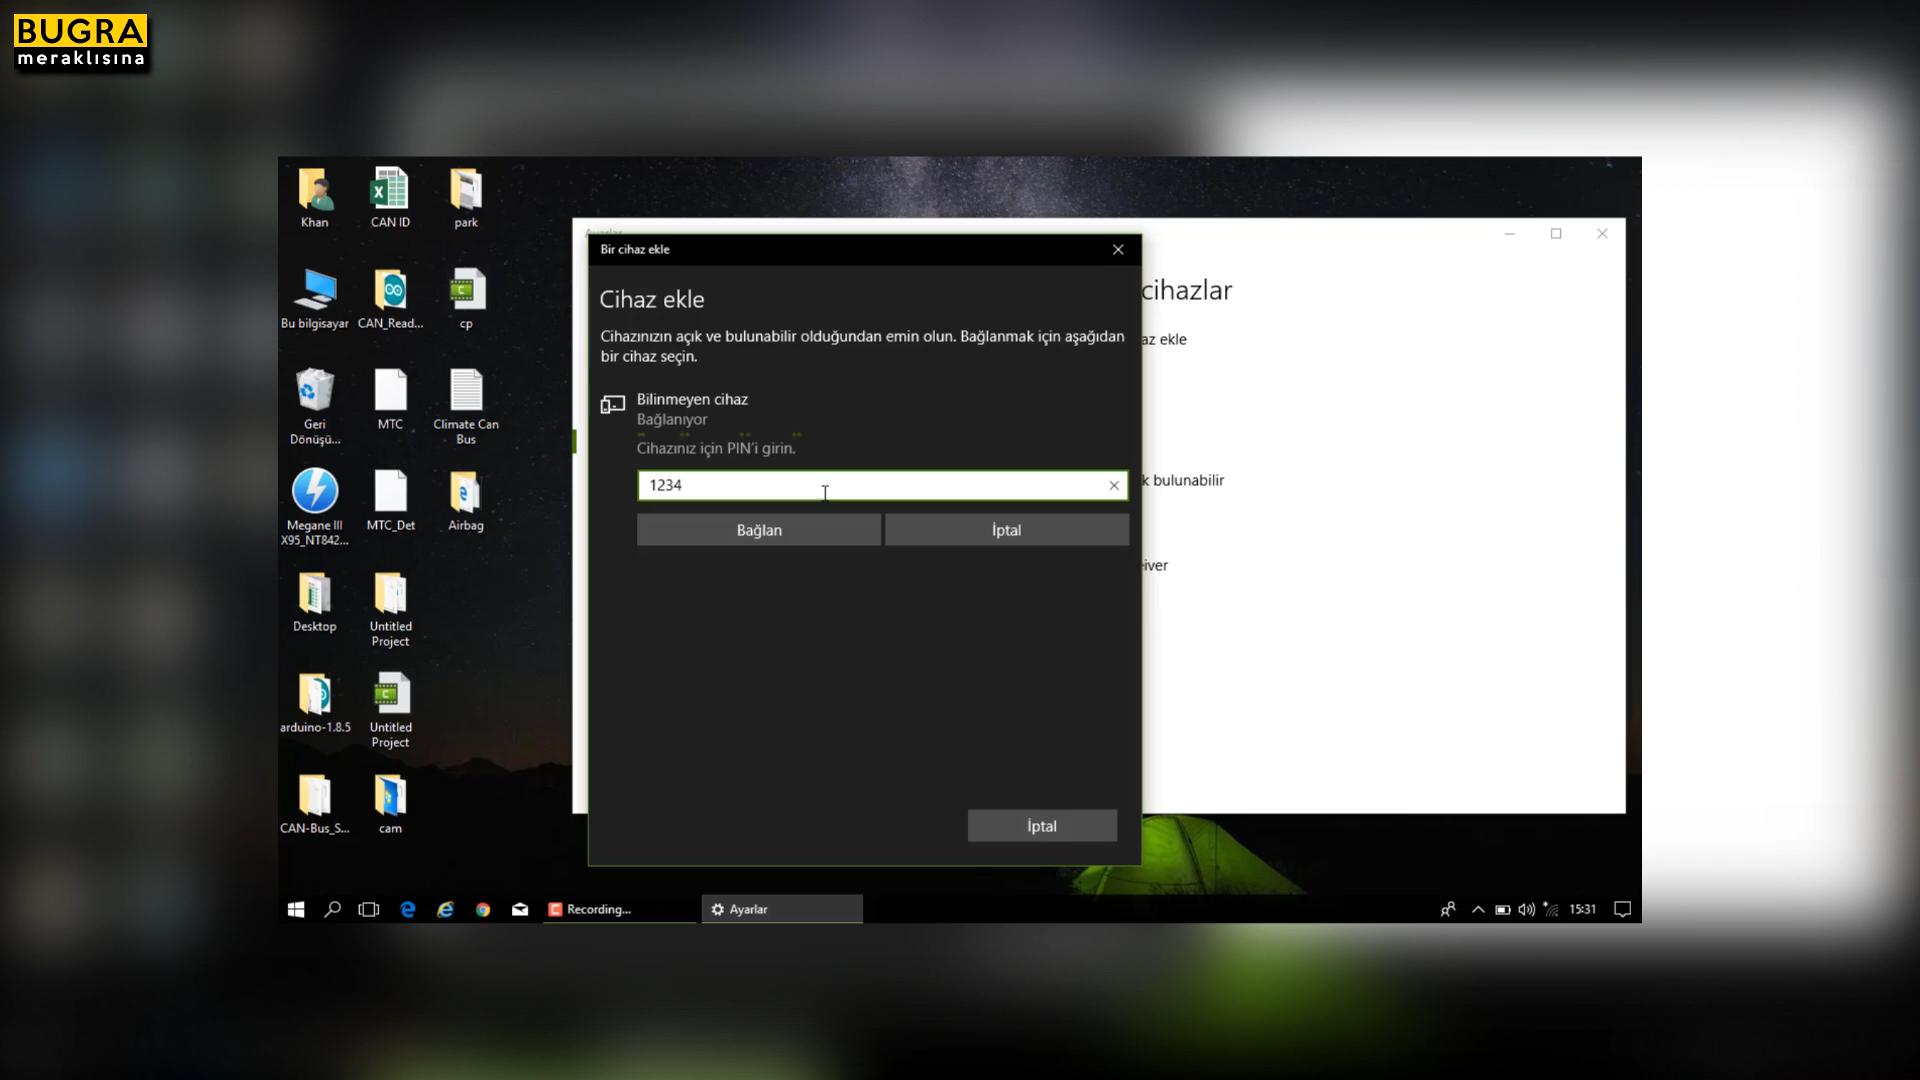 BUGRA
meraklısına
Khan
CAN ID
park
Bu bilgisayar
CAN_Read...
cp
Geri
Dönüşü...
MTC
Climate Can
Bus
Megane III
X95_NT842...
MTC_Det
Airbag
Desktop
Untitled
Project
arduino-1.8.5
Untitled
Project
CAN-Bus_S...
cam
Ayarlar
Bir cihaz ekle
Cihaz ekle
Cihazınızın açık ve bulunabilir olduğundan emin olun. Bağlanmak için aşağıdan
bir cihaz seçin.
Bilinmeyen cihaz
Bağlanıyor
Cihazınız için PIN'i girin.
1234
Bağlan
İptal
İptal
cihazlar
az ekle
k bulunabilir
iver
Recording...
Ayarlar
15:31